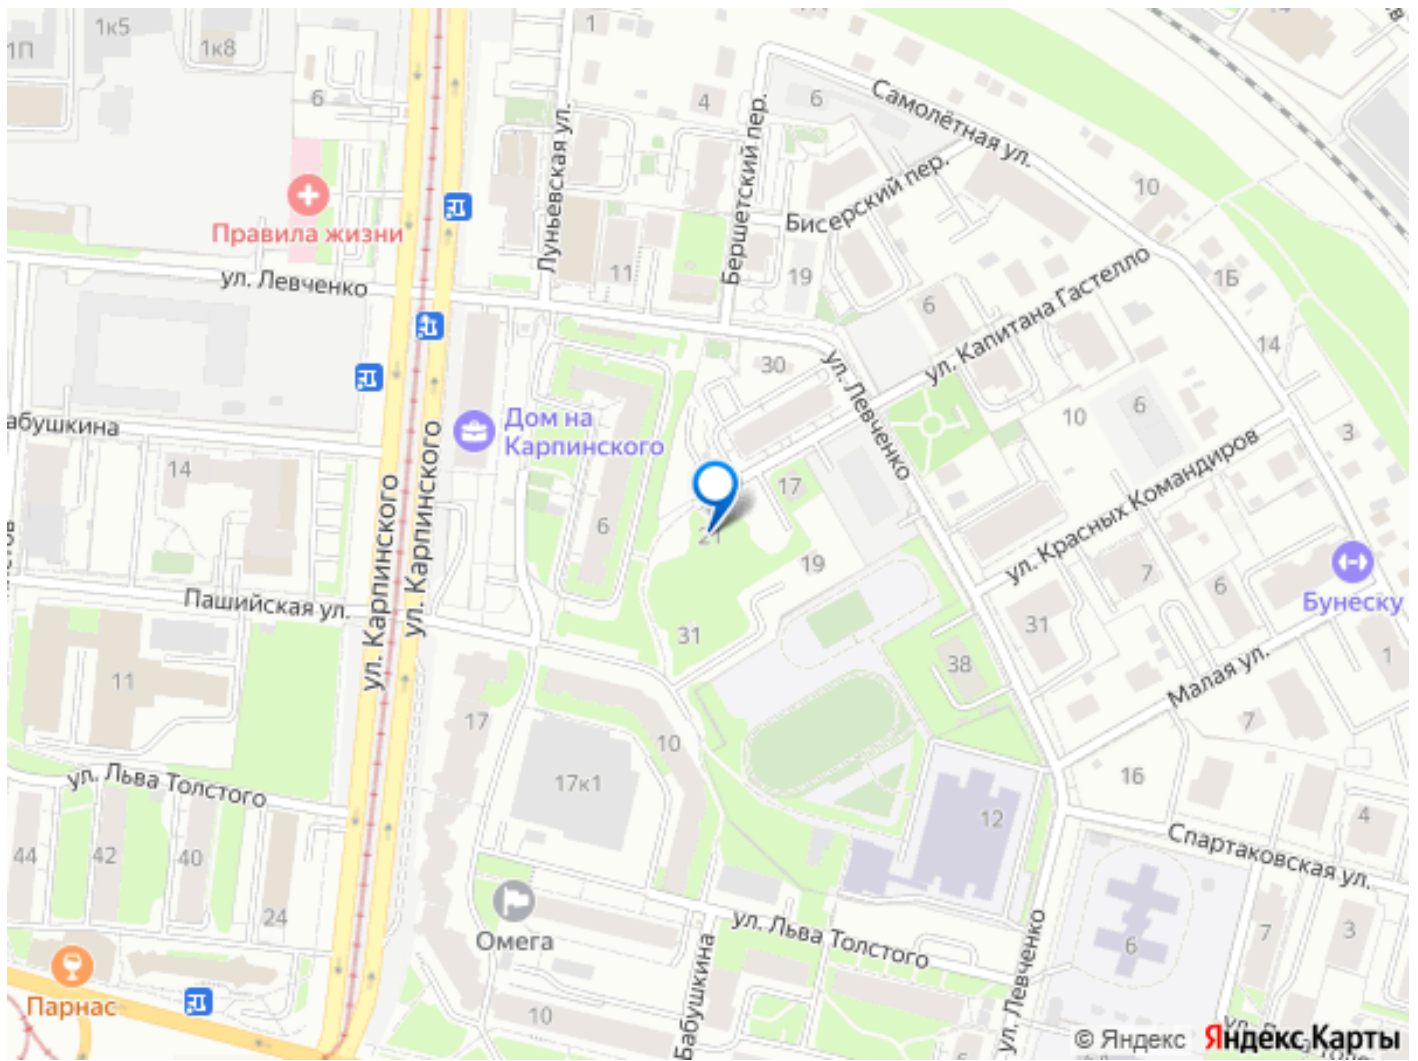 1к5
1П
1к8
6
1
4
6
Самолётная ул.
Луньевская ул.
Бершетский пер.
Бисерский пер.
10
Правила жизни
ул. Левченко
11
19
6
1Б
ул. Капитана Гастелло
14
30
ул. Левченко
10
6
3
абушкина
14
Дом на
Карпинского
ул. Карпинского
ул. Карпинского
17
6
21
19
ул. Красных Командиров
7
6
Бунеску
Пашийская ул.
31
31
38
1
Малая ул.
11
17
10
7
ул. Льва Толстого
17к1
16
12
4
Спартаковская ул.
44
42
40
24
Омега
ул. Льва Толстого
Бабушкина
ул. Левченко
6
7
3
Парнас
10
© Яндекс Яндекс Карты